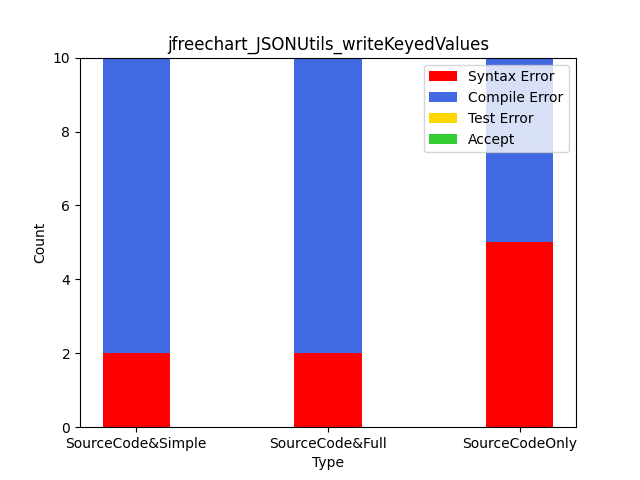 jfreechart_JSONUtils_writeKeyedValues
10
8
6
4
2
0
Count
Syntax Error
Compile Error
Test Error
Accept
SourceCode&Simple
SourceCode&Full
SourceCodeOnly
Type